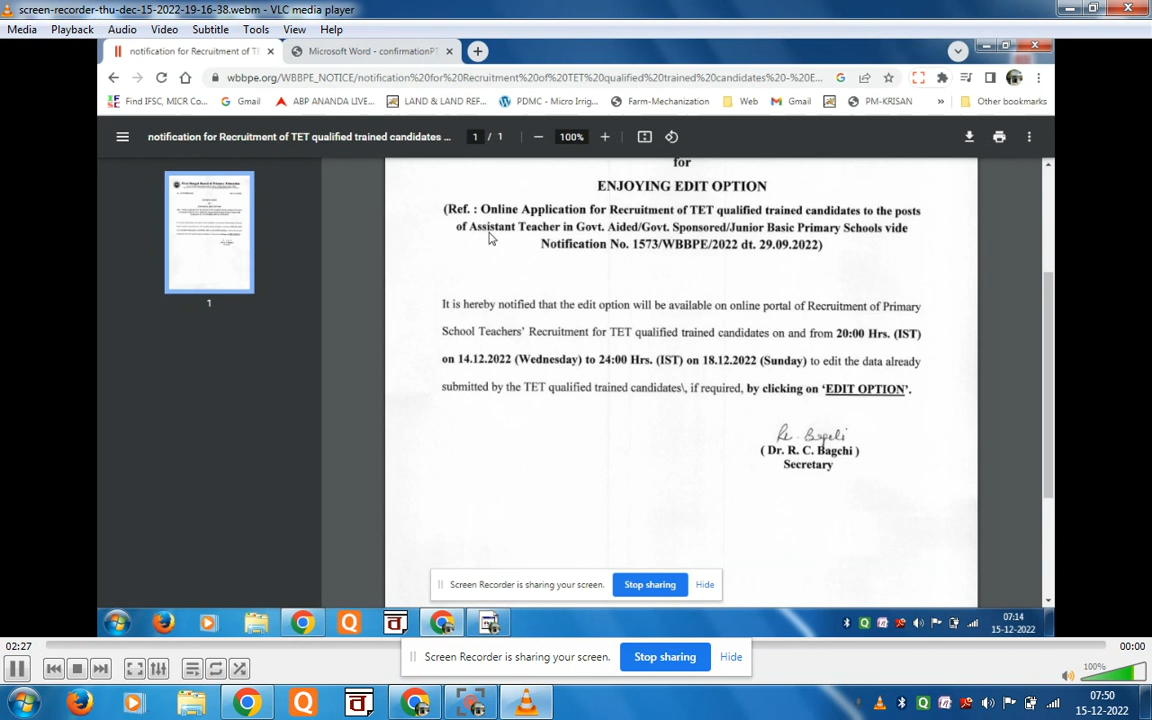 screen-recorder-thu-dec-15-2022-19-16-38.webm - VLC media player
Media Playback Audio Video Subtitle Tools View Help
notification for Recruitment of T
Microsoft Word - confirmationPT
wbbpe.org/WBBPE_NOTICE/notification%20for%20Recruitment%20of%20TET%20qualified%20trained%20candidates%20-%20E...
Find IFSC, MICR Co... Gmail ABP ANANDA LIVE... LAND & LAND REF... PDMC - Micro Irrig... Farm-Mechanization Web Gmail PM-KRISAN » Other bookmarks
notification for Recruitment of TET qualified trained candidates ... 1 / 1 100%
for
ENJOYING EDIT OPTION
(Ref. : Online Application for Recruitment of TET qualified trained candidates to the posts
of Assistant Teacher in Govt. Aided/Govt. Sponsored/Junior Basic Primary Schools vide
Notification No. 1573/WBBPE/2022 dt. 29.09.2022)
1
It is hereby notified that the edit option will be available on online portal of Recruitment of Primary
School Teachers' Recruitment for TET qualified trained candidates on and from 20:00 Hrs. (IST)
on 14.12.2022 (Wednesday) to 24:00 Hrs. (IST) on 18.12.2022 (Sunday) to edit the data already
submitted by the TET qualified trained candidates\, if required, by clicking on 'EDIT OPTION'.
( Dr. R. C. Bagchi )
Secretary
Screen Recorder is sharing your screen. Stop sharing Hide
07:14
15-12-2022
02:27 00:00
Screen Recorder is sharing your screen. Stop sharing Hide
100%
07:50
15-12-2022